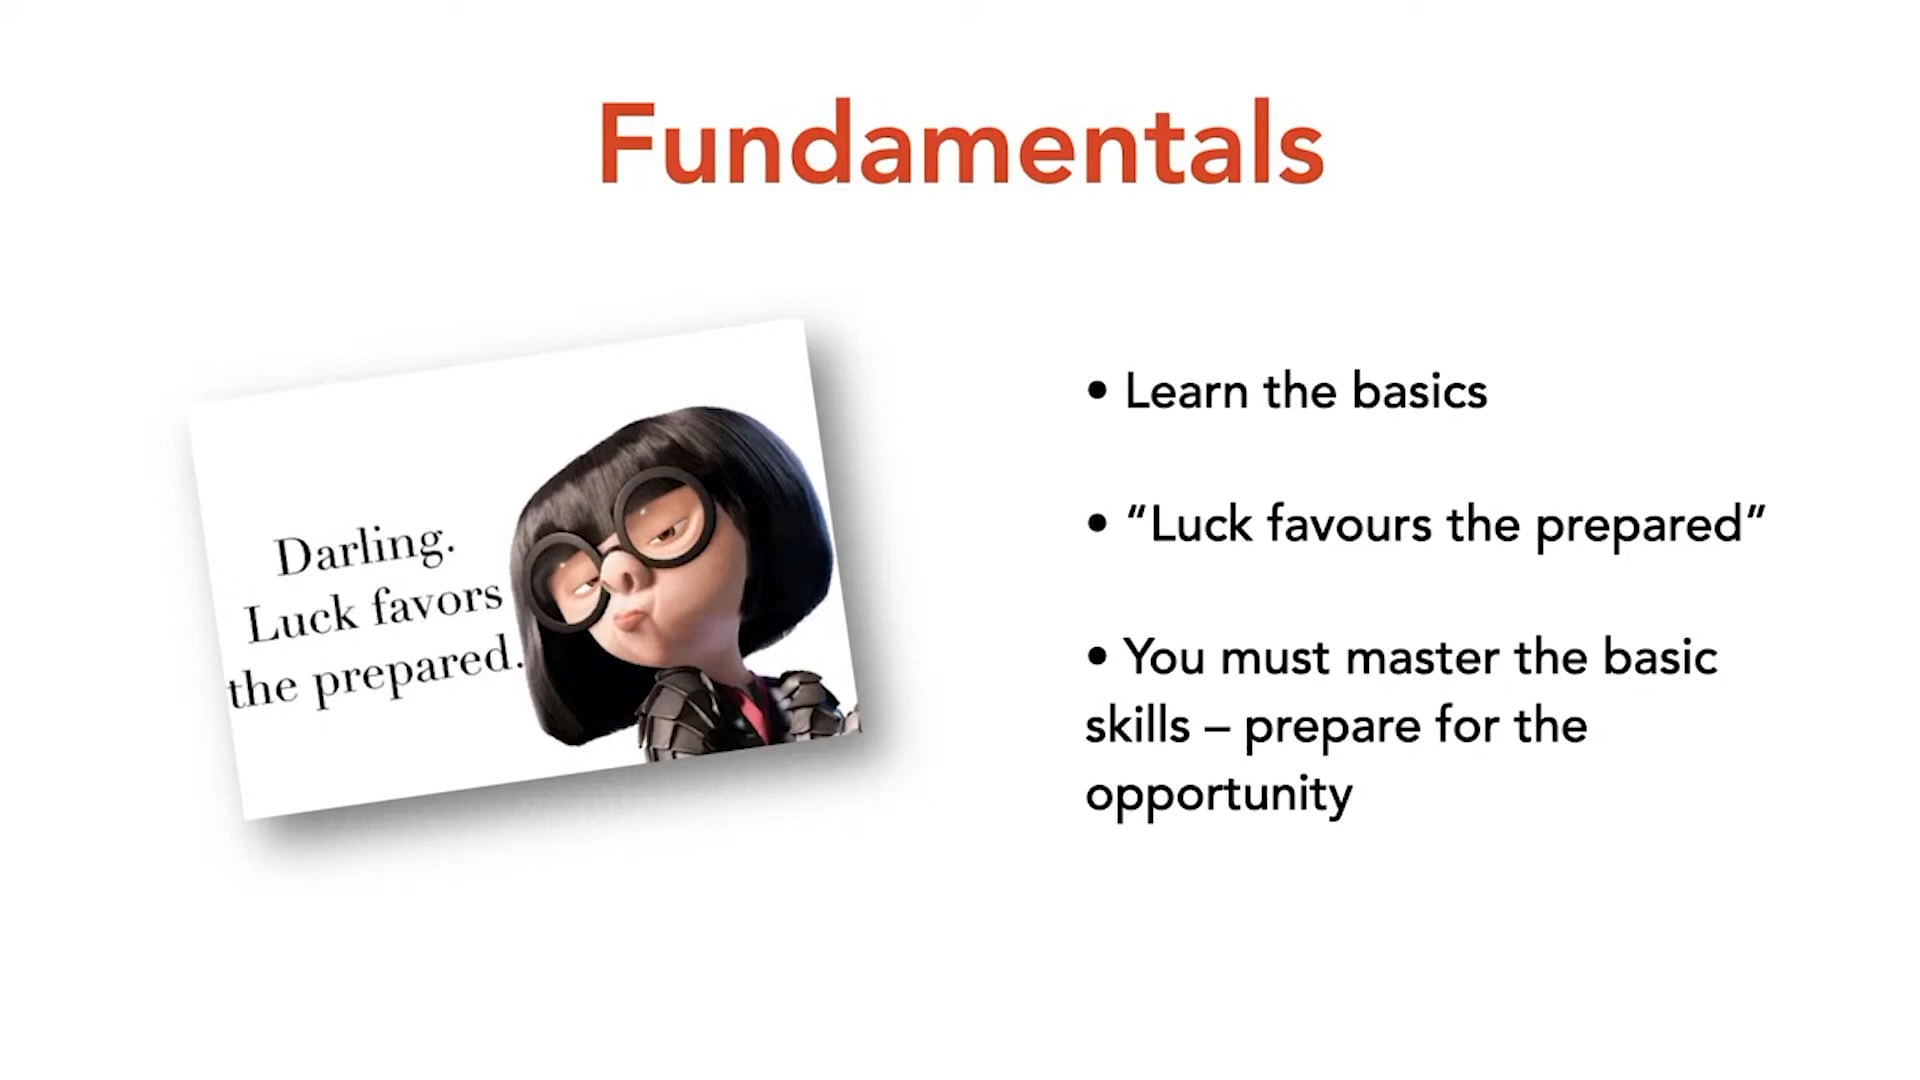 Fundamentals
Darling.
Luck favors
the prepared.
• Learn the basics
• “Luck favours the prepared”
• You must master the basic
skills – prepare for the
opportunity